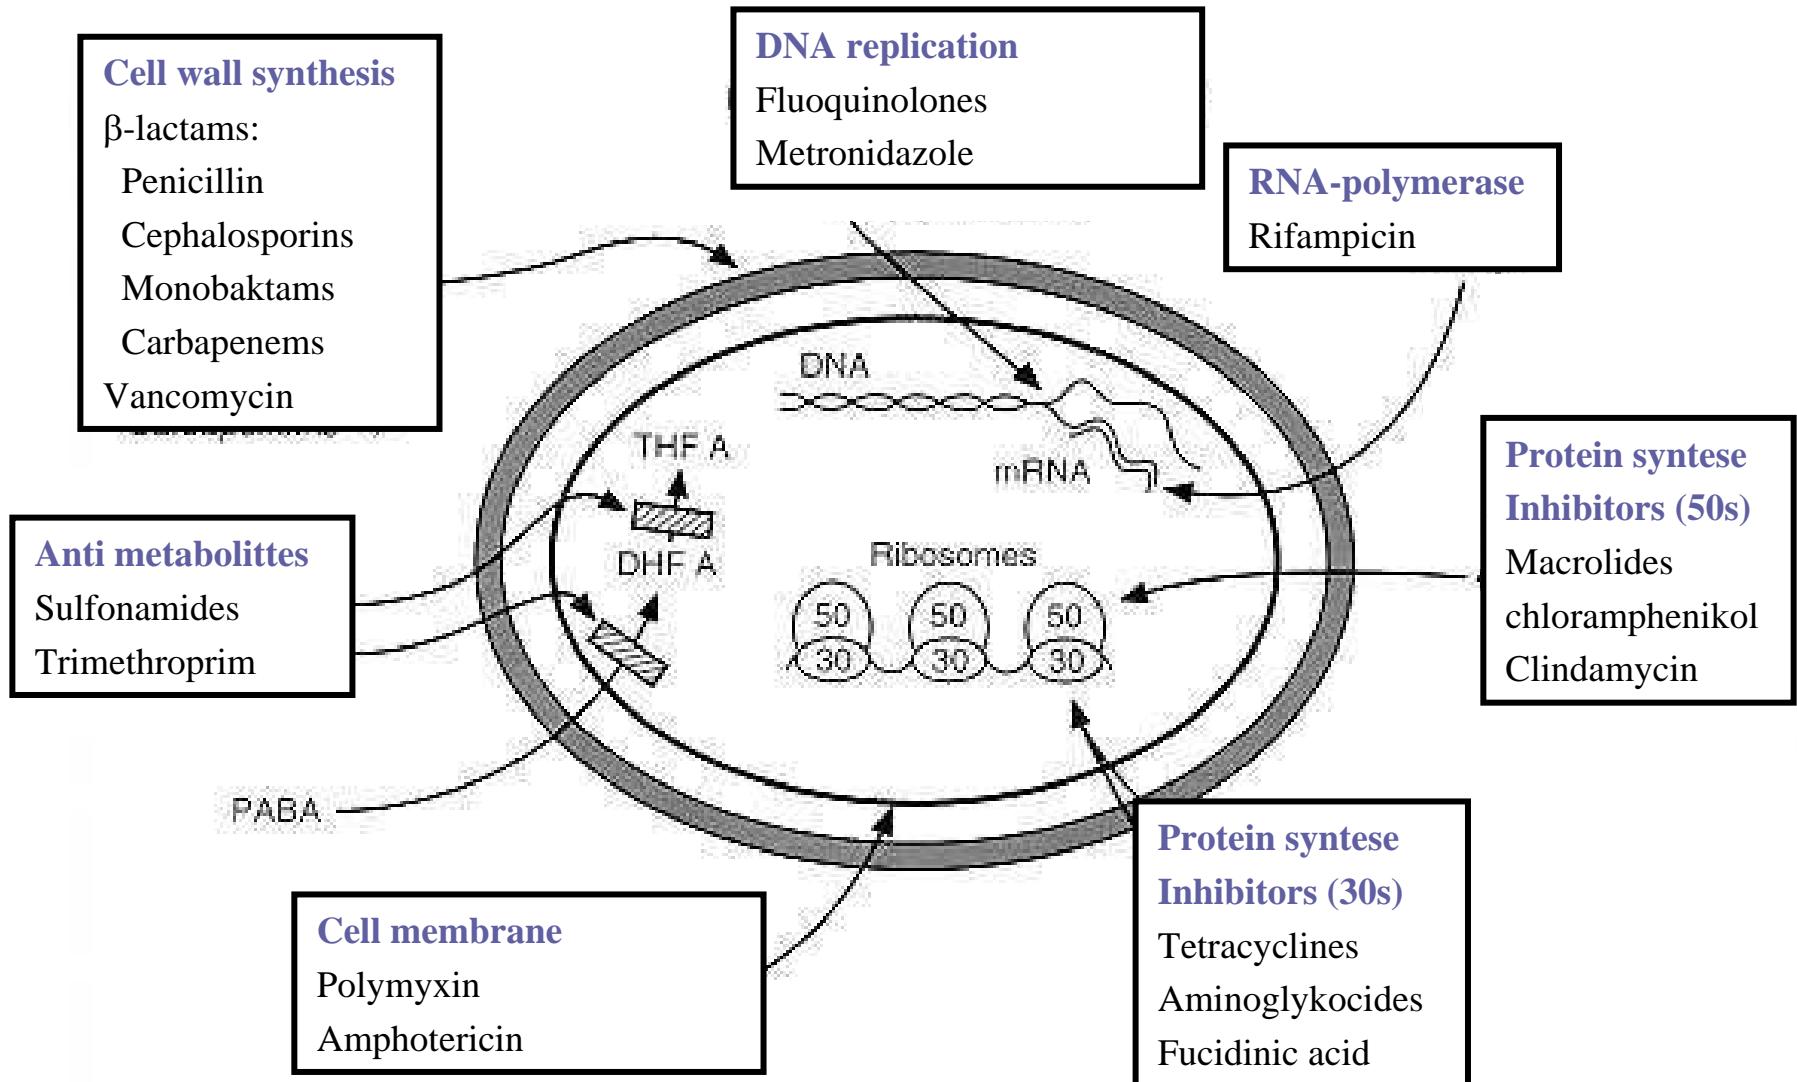 Cell wall synthesis
β-lactams:
Penicillin
Cephalosporins
Monobaktams
Carbapenems
Vancomycin
DNA replication
Fluoquinolones
Metronidazole
RNA-polymerase
Rifampicin
DNA
mRNA
THF A
DHF A
Anti metabolittes
Sulfonamides
Trimethroprim
Ribosomes
50 50 50
30 30 30
Protein syntese
Inhibitors (50s)
Macrolides
chloramphenikol
Clindamycin
PABA
Cell membrane
Polymyxin
Amphotericin
Protein syntese
Inhibitors (30s)
Tetracyclines
Aminoglykocides
Fucidinic acid